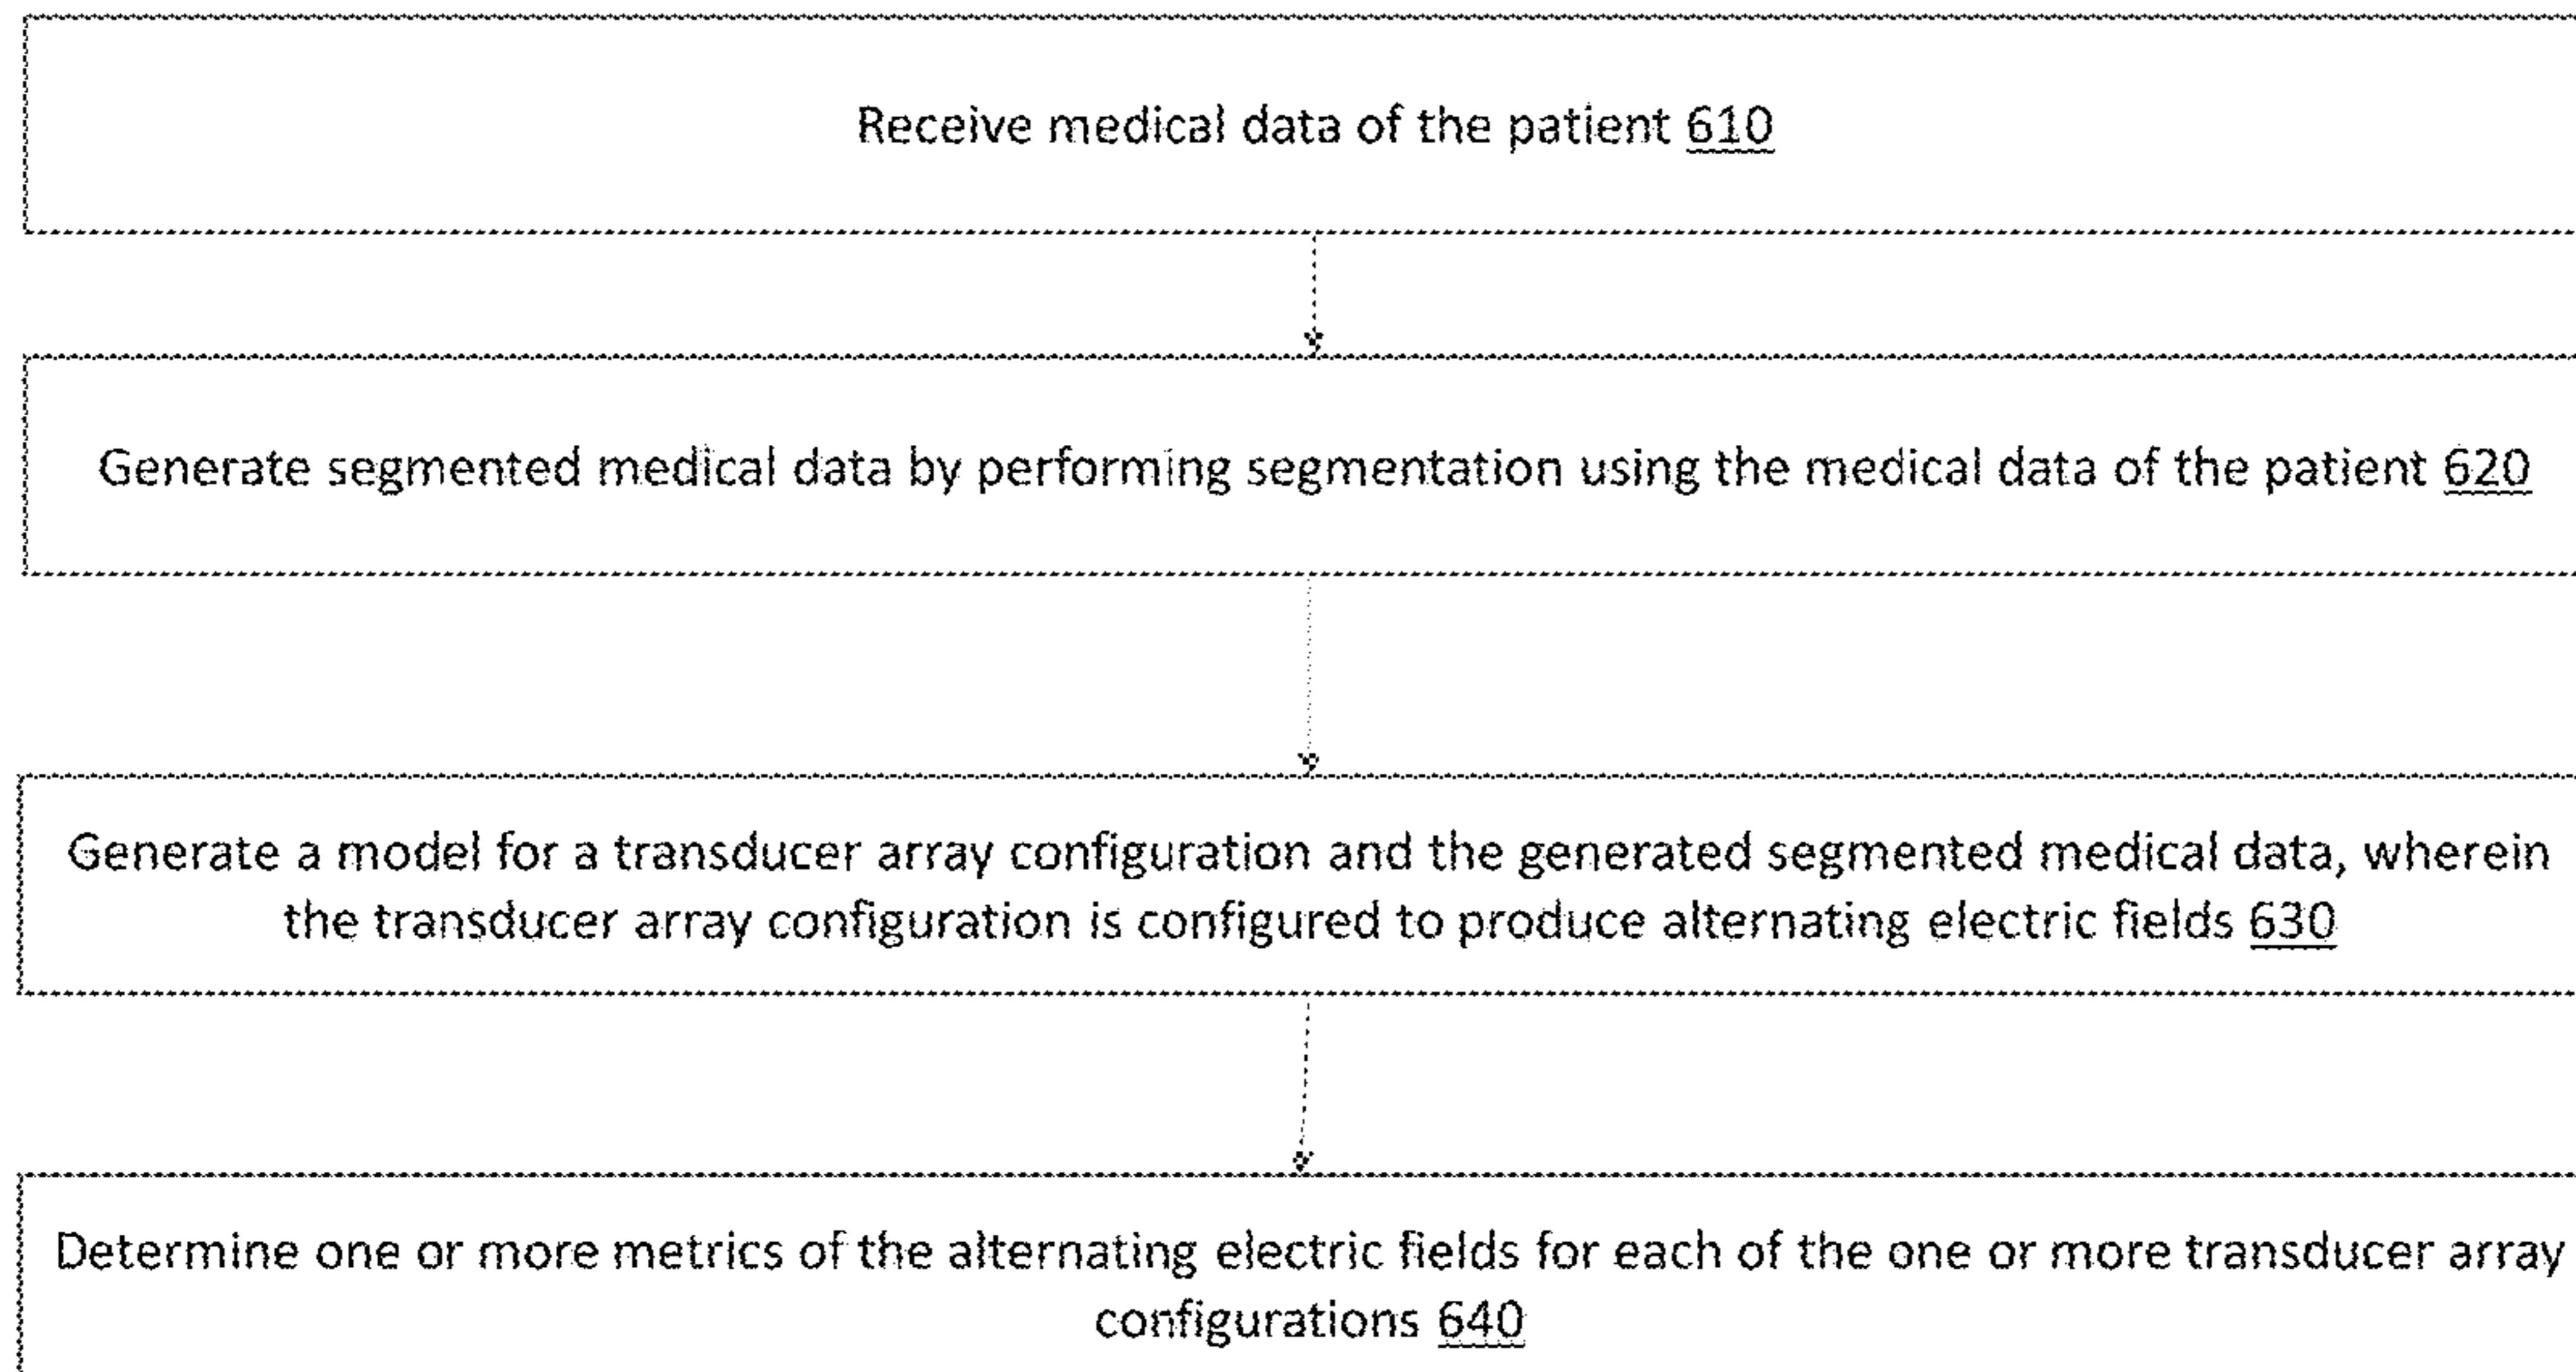 Receive medical data of the patient 610
Generate segmented medical data by performing segmentation using the medical data of the patient 620
Generate a model for a transducer array configuration and the generated segmented medical data, wherein
the transducer array configuration is configured to produce alternating electric fields 630
Determine one or more metrics of the alternating electric fields for each of the one or more transducer array
configurations 640